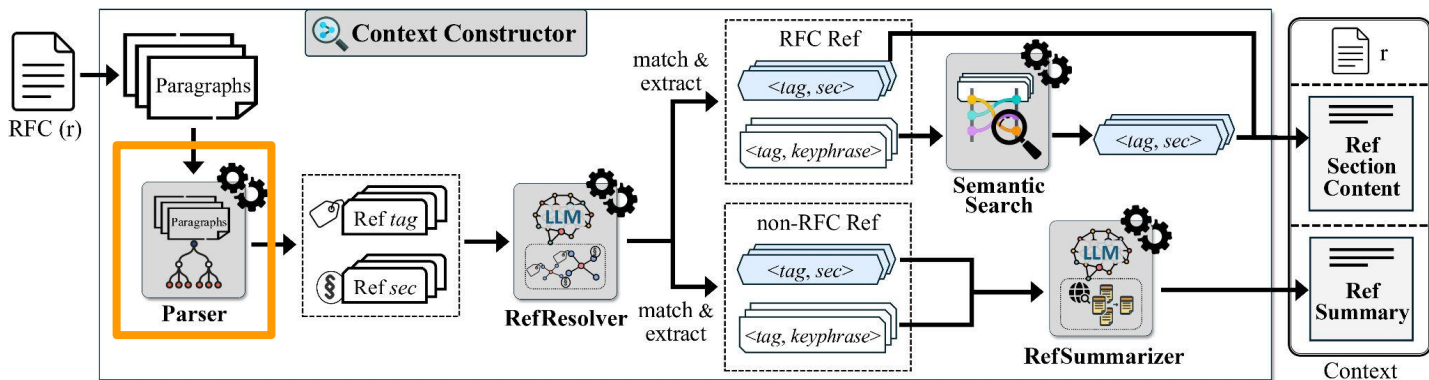 Context Constructor
RFC (r)
Paragraphs
Paragraphs
Parser
Ref tag
§
Ref sec
LLM
§
§
RefResolver
match &
extract
match &
extract
RFC Ref
<tag, sec>
<tag, keyphrase>
Semantic
Search
<tag, sec>
non-RFC Ref
<tag, sec>
<tag, keyphrase>
LLM
RefSummarizer
r
Ref
Section
Content
Ref
Summary
Context